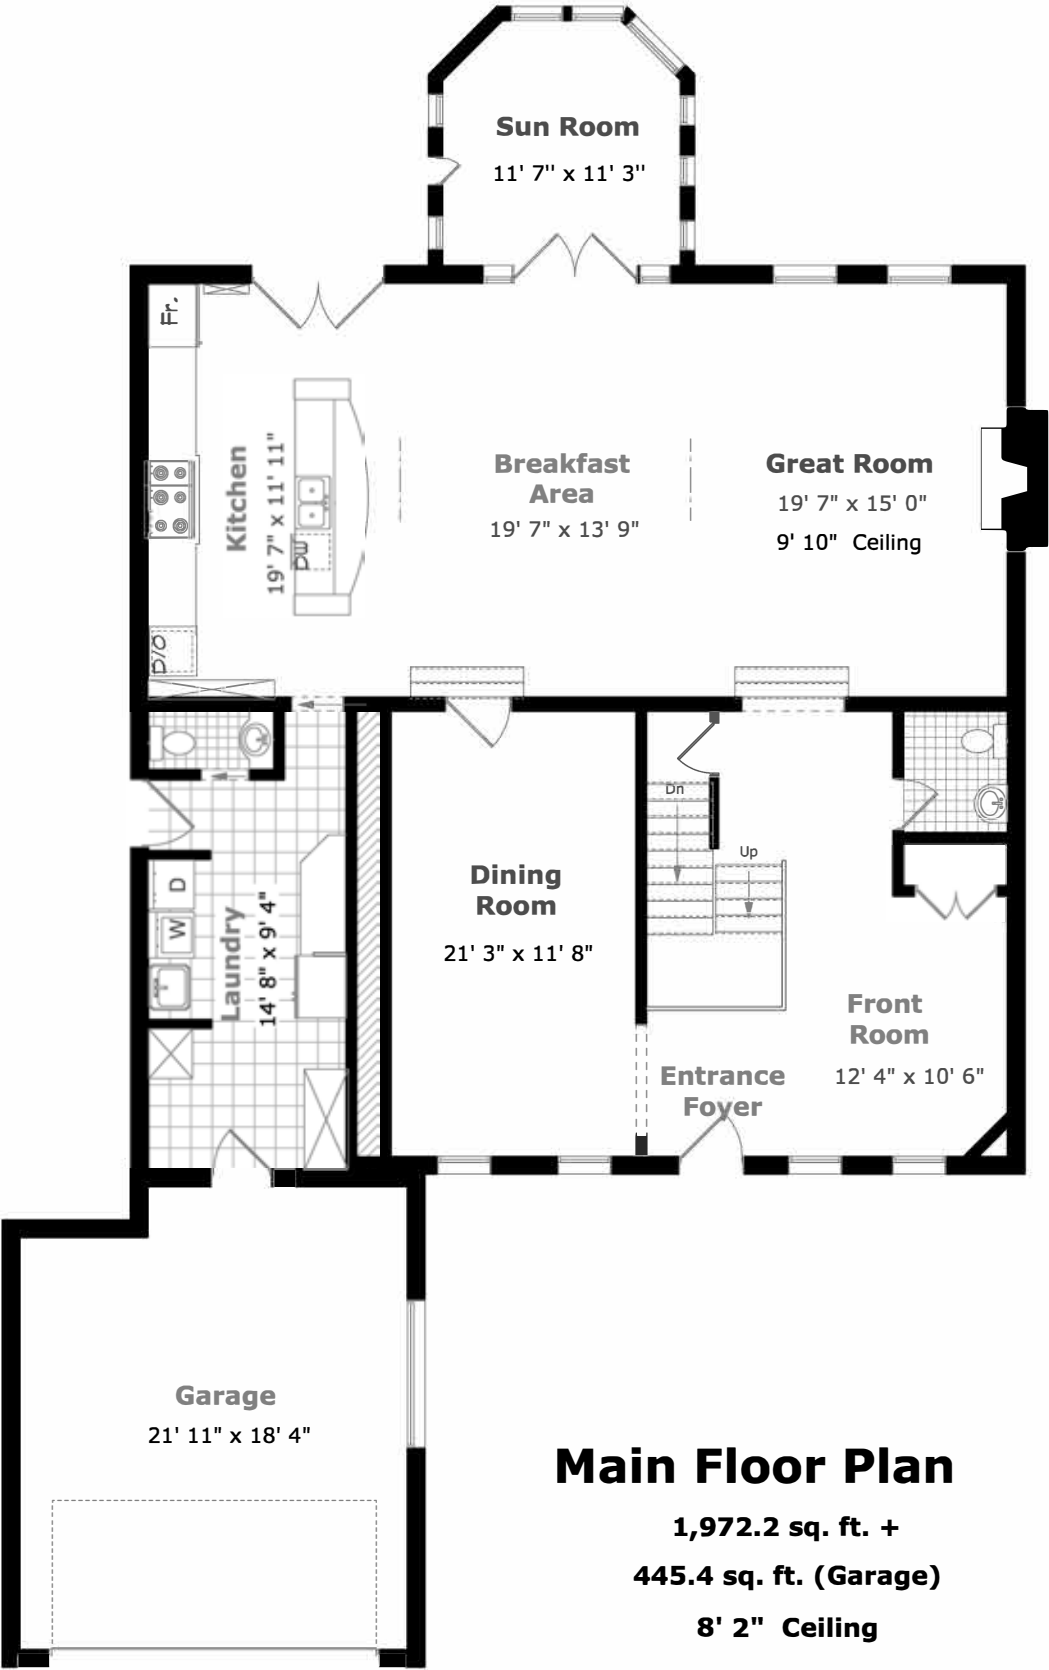 Sun Room
11' 7'' x 11' 3''
Fr.
Kitchen
19' 7" x 11' 11"
DW
D/O
Breakfast
Area
19' 7" x 13' 9"
Great Room
19' 7" x 15' 0"
9' 10" Ceiling
Dn
Up
D
W
Laundry
14' 8" x 9' 4"
Dining
Room
21' 3" x 11' 8"
Front
Room
12' 4" x 10' 6"
Entrance
Foyer
Garage
21' 11" x 18' 4"
Main Floor Plan
1,972.2 sq. ft. +
445.4 sq. ft. (Garage)
8' 2" Ceiling